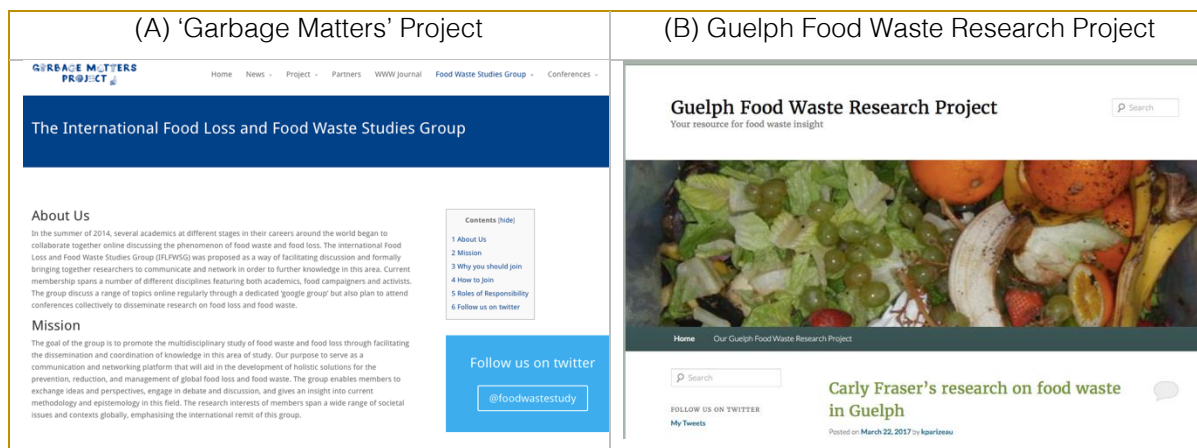 (A) 'Garbage Matters' Project
GARBAGE MATTERS
PROJECT
Home News Project Partners WWW Journal Food Waste Studies Group Conferences
The International Food Loss and Food Waste Studies Group
About Us
In the summer of 2014, several academics at different stages in their careers around the world began to
collaborate together online discussing the phenomenon of food waste and food loss. The international Food
Loss and Food Waste Studies Group (IFLFWSG) was proposed as a way of facilitating discussion and formally
bringing together researchers to communicate and network in order to further knowledge in this area. Current
membership spans a number of different disciplines featuring both academics, food campaigners and activists.
The group discuss a range of topics online regularly through a dedicated 'google group' but also plan to attend
conferences collectively to disseminate research on food loss and food waste.
Mission
The goal of the group is to promote the multidisciplinary study of food waste and food loss through facilitating
the dissemination and coordination of knowledge in this area of study. Our purpose to serve as a
communication and networking platform that will aid in the development of holistic solutions for the
prevention, reduction, and management of global food loss and food waste. The group enables members to
exchange ideas and perspectives, engage in debate and discussion, and gives an insight into current
methodology and epistemology in this field. The research interests of members span a wide range of societal
issues and contexts globally, emphasising the international remit of this group.
Contents [hide]
1 About Us
2 Mission
3 Why you should join
4 How to Join
5 Roles of Responsibility
6 Follow us on twitter
Follow us on twitter
@foodwastestudy
(B) Guelph Food Waste Research Project
Guelph Food Waste Research Project
Your resource for food waste insight
Search
Home Our Guelph Food Waste Research Project
Search
FOLLOW US ON TWITTER
My Tweets
Carly Fraser's research on food waste
in Guelph
Posted on March 22, 2017 by kparizeau